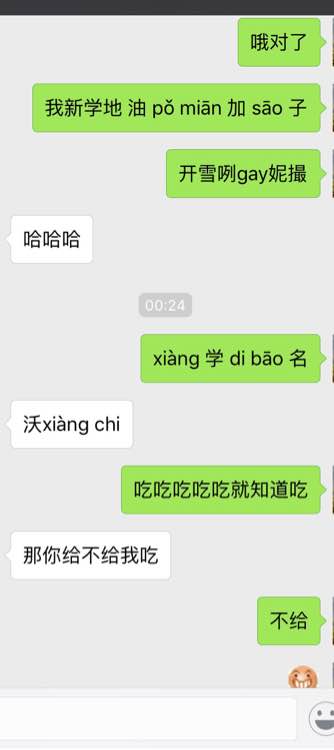 哦对了
我新学地 油 pǒ miān 加 sāo 子
开雪咧gay妮撮
哈哈哈
00:24
xiàng 学 di bāo 名
沃xiàng chi
吃吃吃吃吃就知道吃
那你给不给我吃
不给